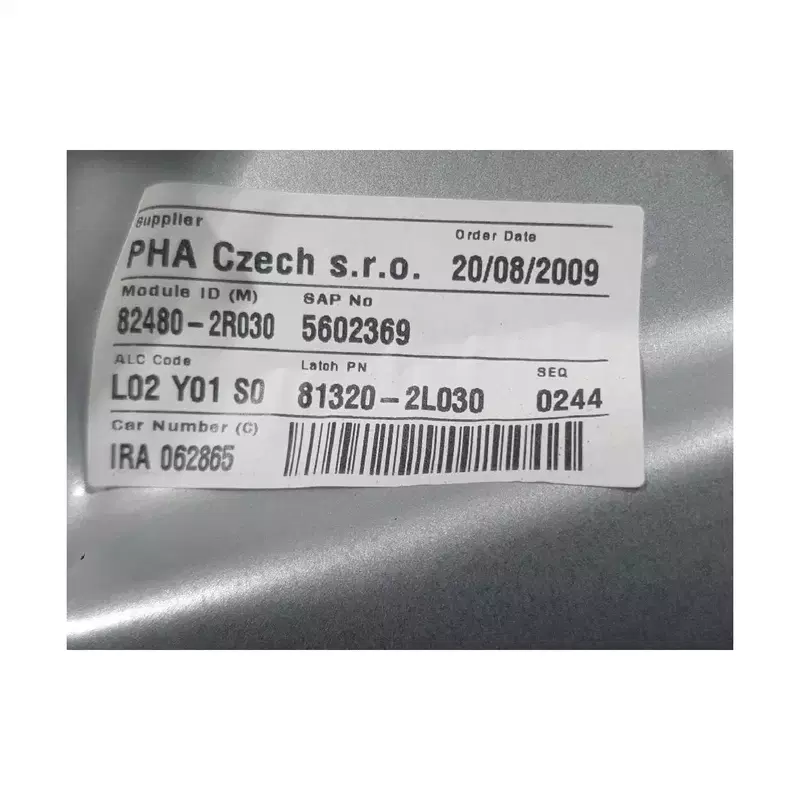 Supplier
Order Date
PHA Czech s.r.o.
20/08/2009
Module ID (M)
SAP No
82480-2R030
5602369
ALC Code
Latch PN
SEQ
L02 Y01 S0
81320-2L030
0244
Car Number (C)
IRA 062865